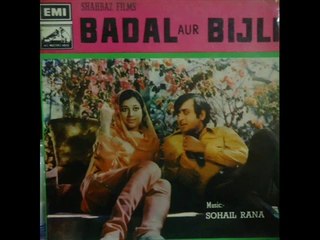 EMI
SHAHBAZ FILMS'
BADAL AUR BIJLI
Music:-
SOHAIL RANA